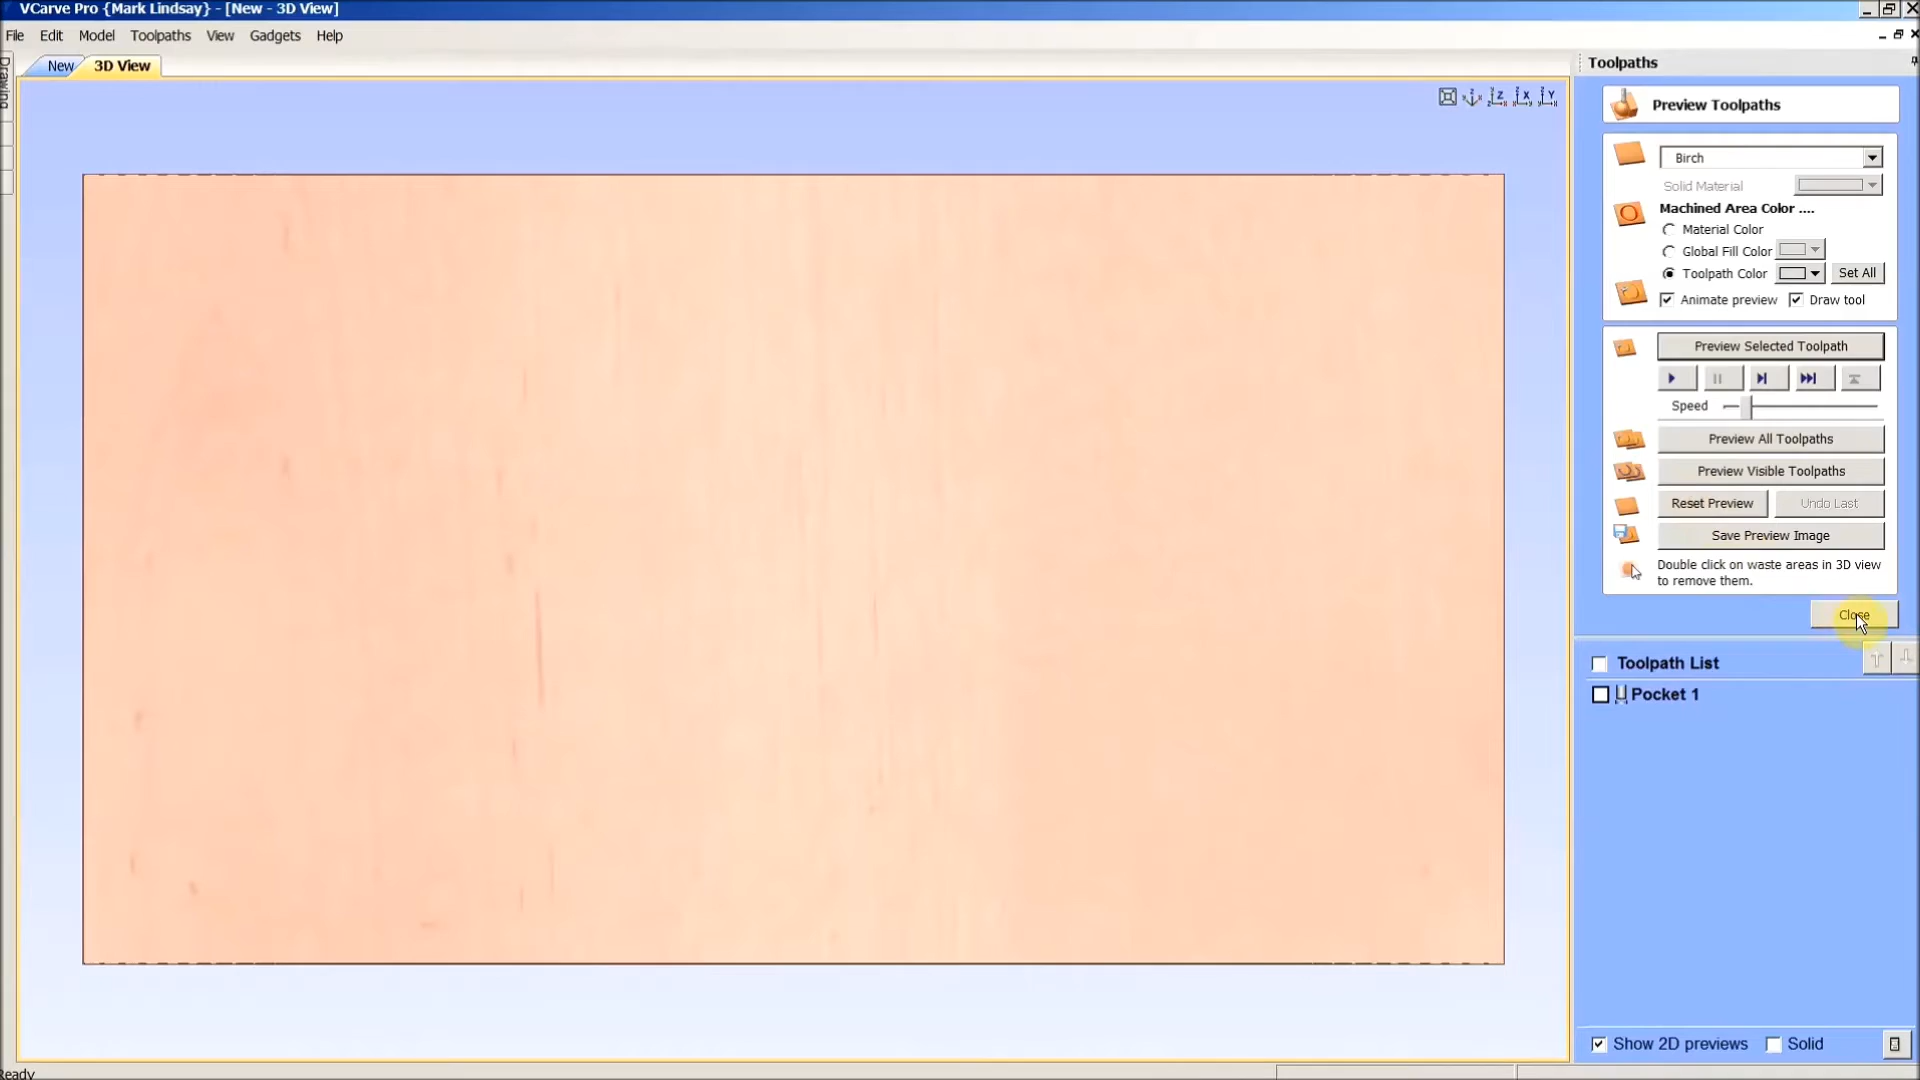 VCarve Pro {Mark Lindsay} - [New - 3D View]
File Edit Model Toolpaths View Gadgets Help
New 3D View
Drawing
Z X Y
Toolpaths
Preview Toolpaths
Birch
Solid Material
Machined Area Color ....
Material Color
Global Fill Color
Toolpath Color Set All
Animate preview Draw tool
Preview Selected Toolpath
Speed
Preview All Toolpaths
Preview Visible Toolpaths
Reset Preview Undo Last
Save Preview Image
Double click on waste areas in 3D view
to remove them.
Close
Toolpath List
Pocket 1
Show 2D previews Solid
Ready